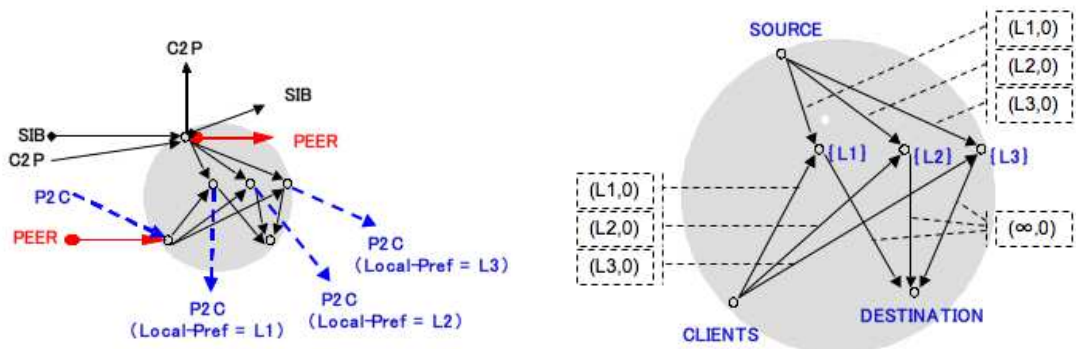 C2P
SIB
SIB
PEER
C2P
P2C
PEER
P2C
(Local-Pref = L3)
P2C
(Local-Pref = L2)
P2C
(Local-Pref = L1)
SOURCE
(L1,0)
(L2,0)
(L3,0)
{L1}
{L2}
{L3}
(L1,0)
(L2,0)
(L3,0)
(∞,0)
DESTINATION
CLIENTS